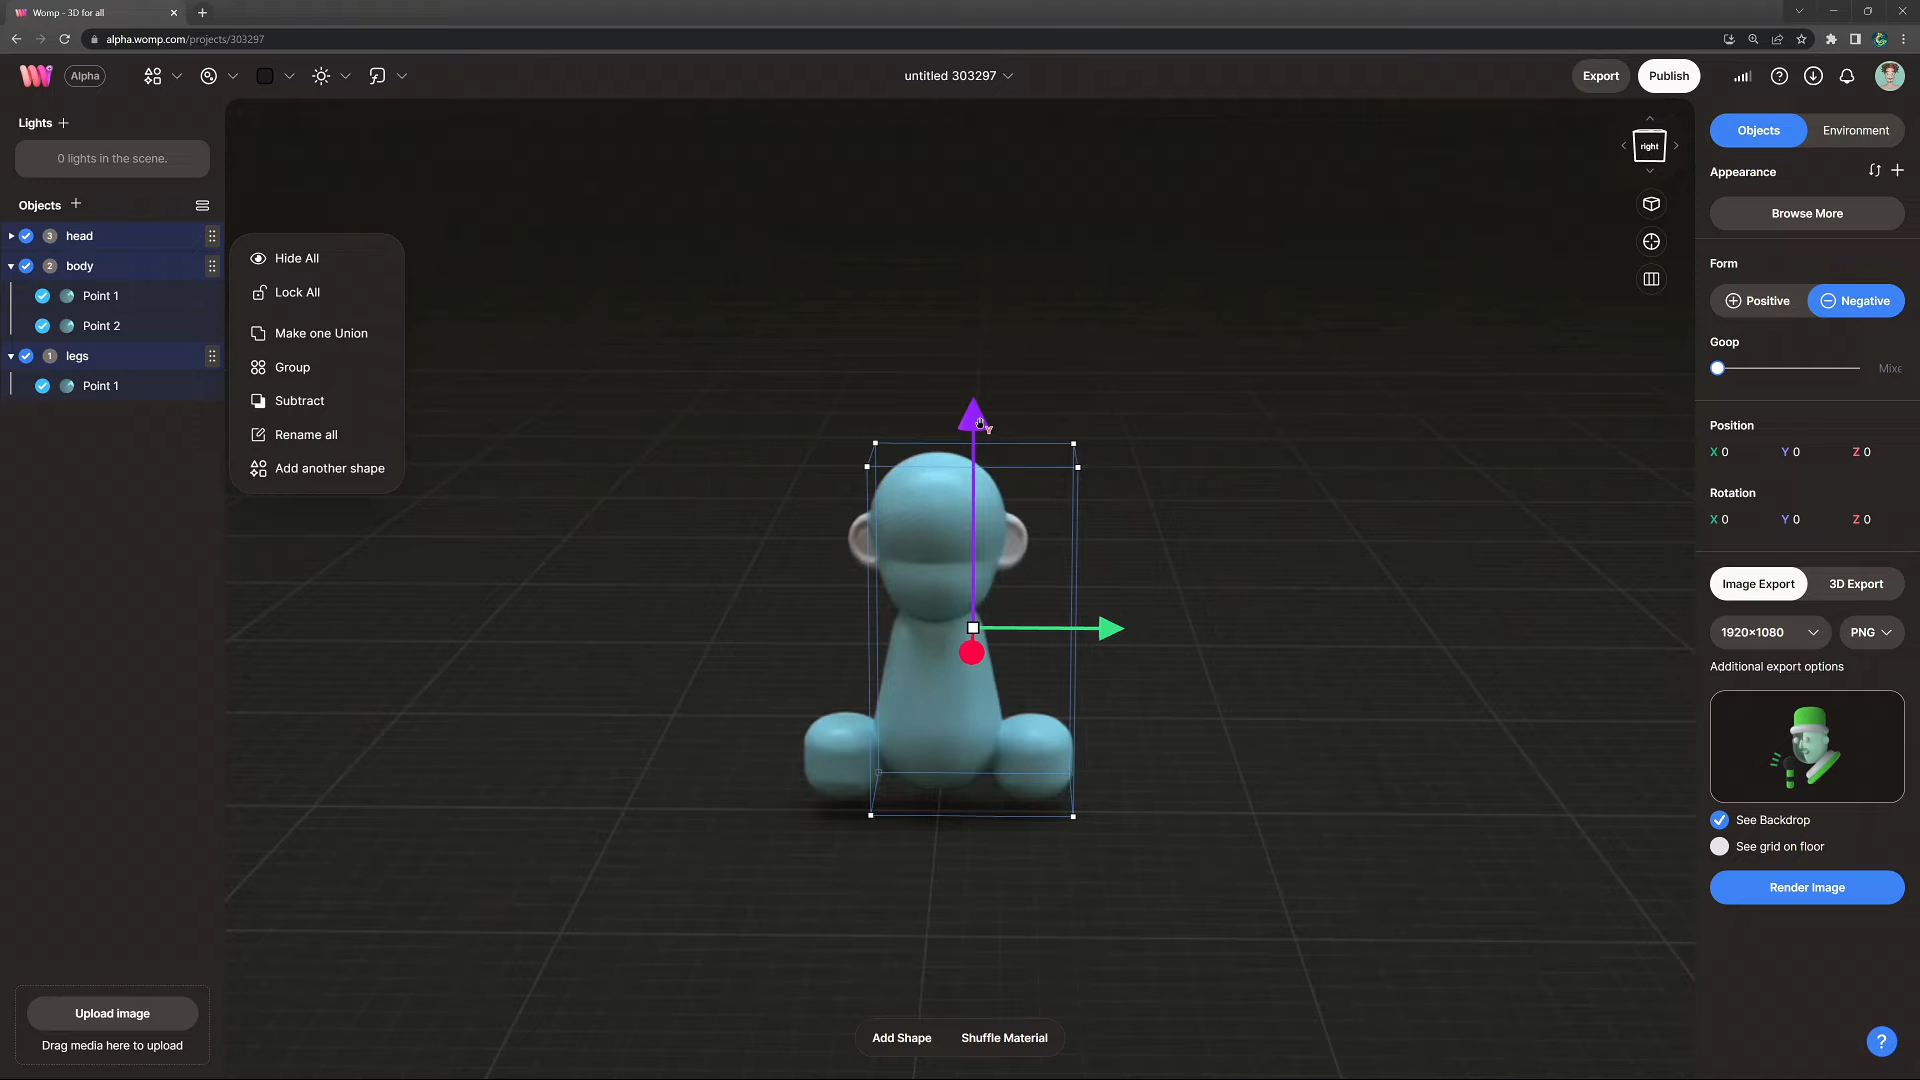 Womp - 3D for all
alpha.womp.com/projects/303297
Alpha
untitled 303297
Export
Publish
Lights
0 lights in the scene.
Objects
3 head
2 body
Point 1
Point 2
1 legs
Point 1
Hide All
Lock All
Make one Union
Group
Subtract
Rename all
Add another shape
right
Y
Objects
Environment
Appearance
Browse More
Form
Positive
Negative
Goop
Mixe
Position
X 0 Y 0 Z 0
Rotation
X 0 Y 0 Z 0
Image Export
3D Export
1920×1080
PNG
Additional export options
See Backdrop
See grid on floor
Render Image
Upload image
Drag media here to upload
Add Shape
Shuffle Material
?